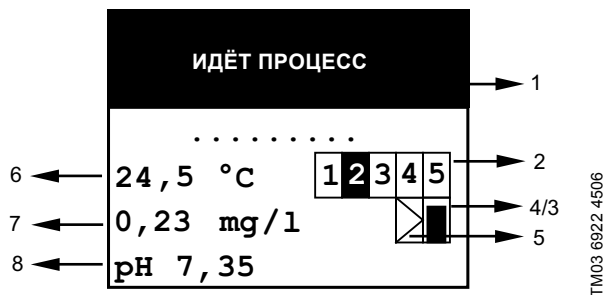 ИДЁТ ПРОЦЕСС
1
. . . . . . . . .
6 24,5 °C 1 2 3 4 5 2
7 0,23 mg/l 4/3
5
8 pH 7,35
TM03 6922 4506